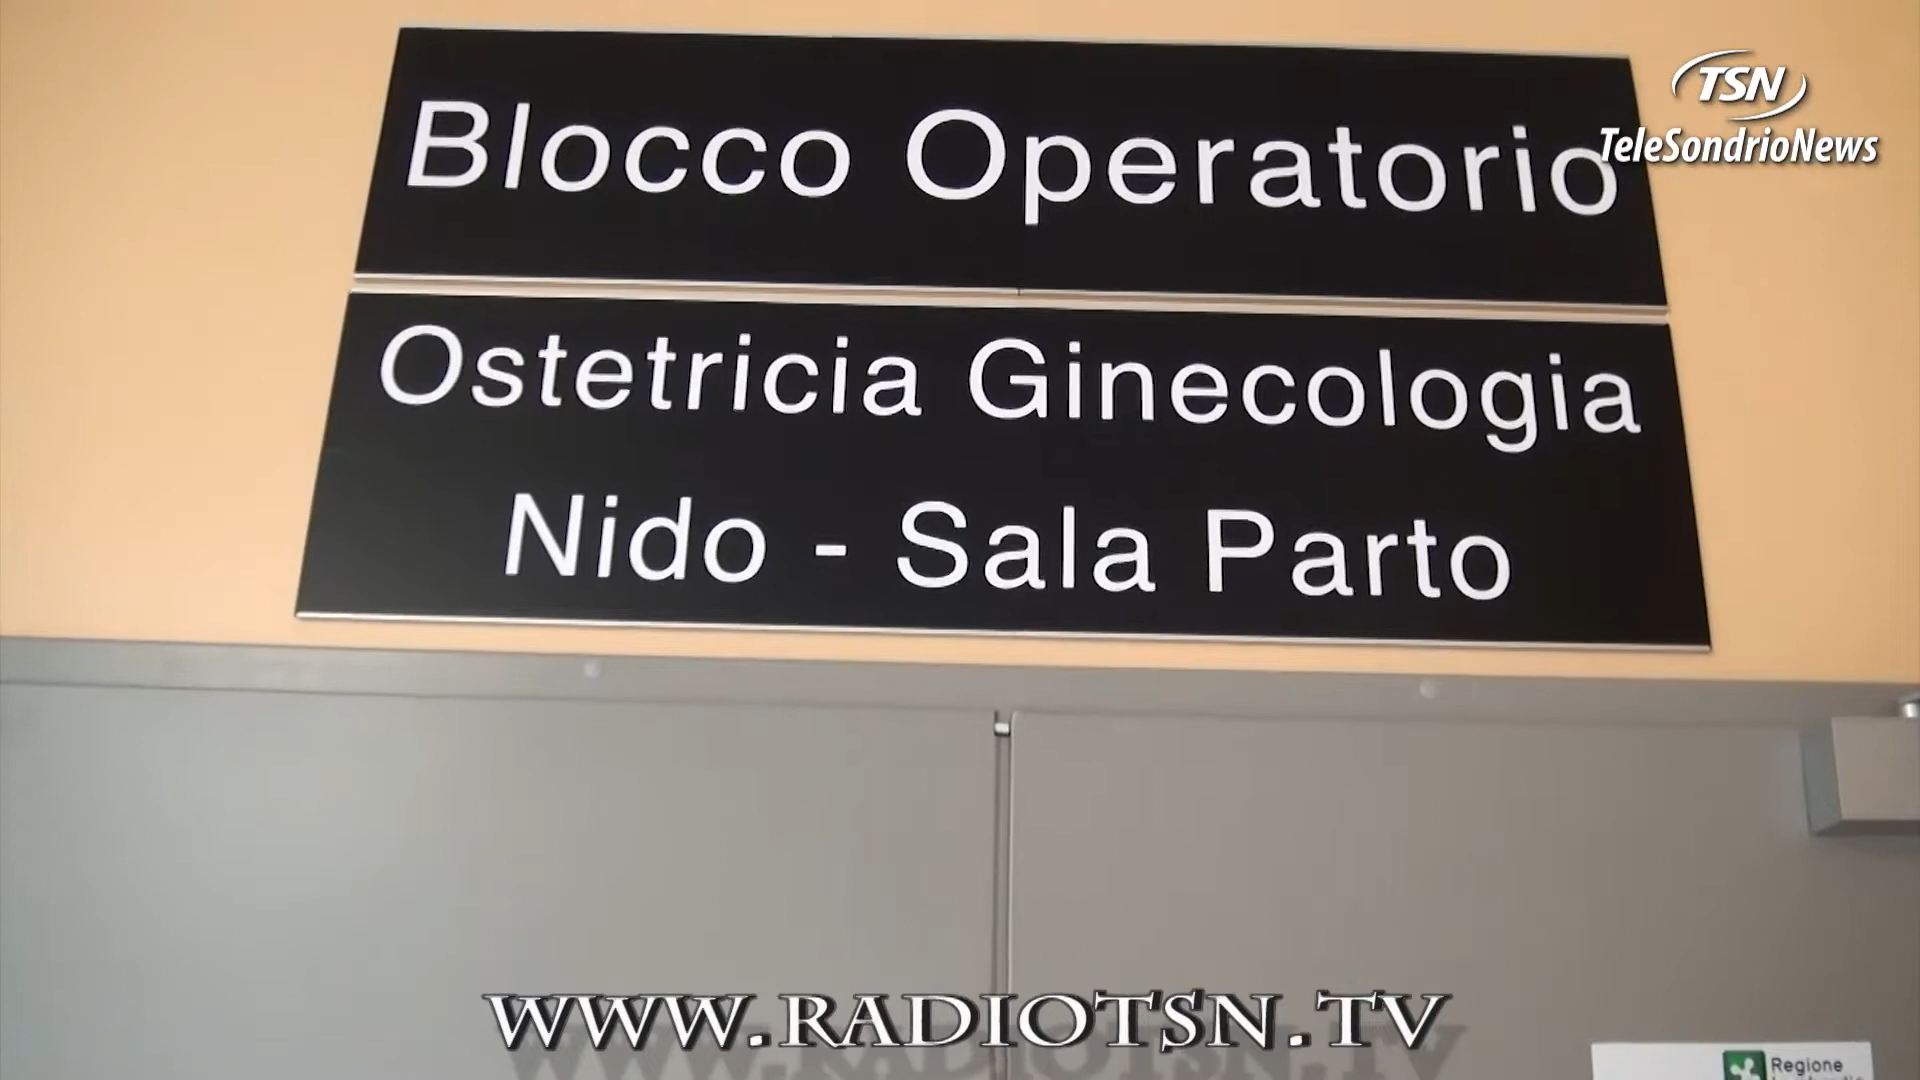 Blocco Operatorio
TSN
TeleSondrioNews
Ostetricia Ginecologia
Nido - Sala Parto
WWW.RADIOTSN.TV
Regione